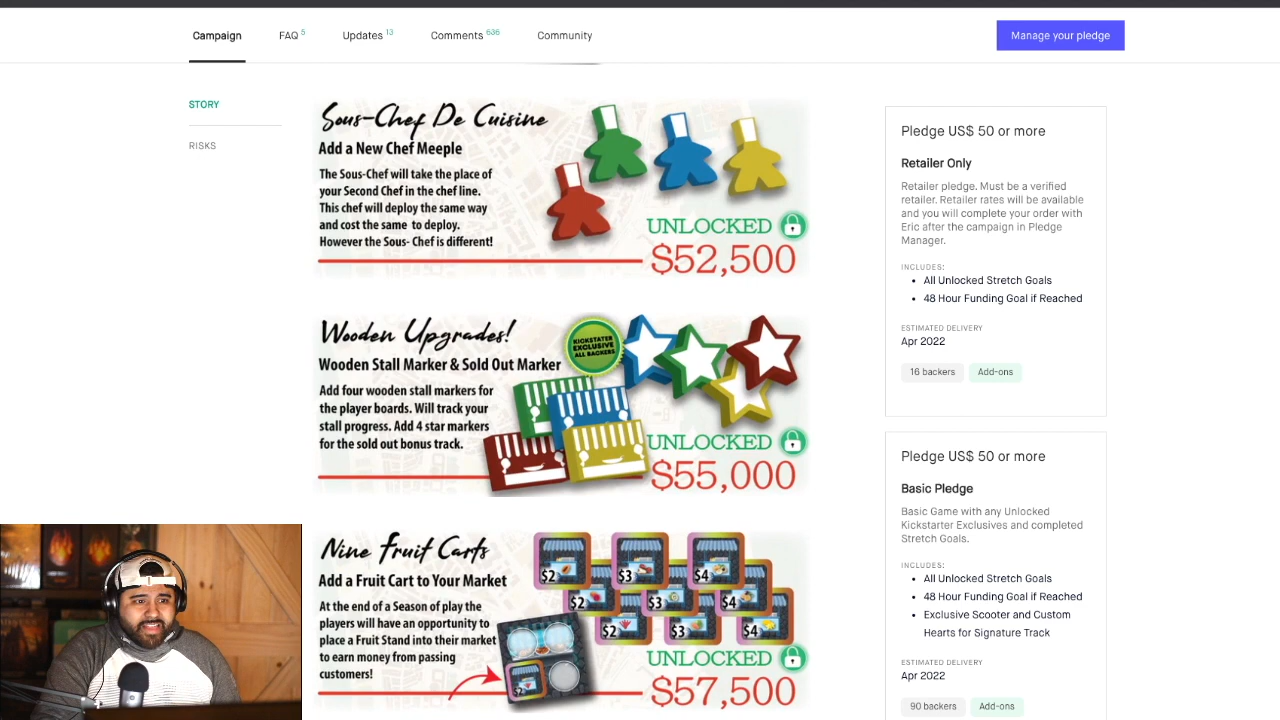 Campaign
FAQ 5
Updates 13
Comments 636
Community
Manage your pledge
STORY
RISKS
Sous-Chef De Cuisine
Add a New Chef Meeple
The Sous-Chef will take the place of
your Second Chef in the chef line.
This chef will deploy the same way
and cost the same to deploy.
However the Sous- Chef is different!
UNLOCKED
$52,500
Wooden Upgrades!
Wooden Stall Marker & Sold Out Marker
Add four wooden stall markers for
the player boards. Will track your
stall progress. Add 4 star markers
for the sold out bonus track.
KICKSTATER
EXCLUSIVE
ALL BACKERS
UNLOCKED
$55,000
Nine Fruit Carts
Add a Fruit Cart to Your Market
At the end of a Season of play the
players will have an opportunity to
place a Fruit Stand into their market
to earn money from passing
customers!
$2
$3
$4
$2
$3
$4
$2
$3
$4
$2
UNLOCKED
$57,500
Pledge US$ 50 or more
Retailer Only
Retailer pledge. Must be a verified
retailer. Retailer rates will be available
and you will complete your order with
Eric after the campaign in Pledge
Manager.
INCLUDES:
• All Unlocked Stretch Goals
• 48 Hour Funding Goal if Reached
ESTIMATED DELIVERY
Apr 2022
16 backers
Add-ons
Pledge US$ 50 or more
Basic Pledge
Basic Game with any Unlocked
Kickstarter Exclusives and completed
Stretch Goals.
INCLUDES:
• All Unlocked Stretch Goals
• 48 Hour Funding Goal if Reached
• Exclusive Scooter and Custom
Hearts for Signature Track
ESTIMATED DELIVERY
Apr 2022
90 backers
Add-ons